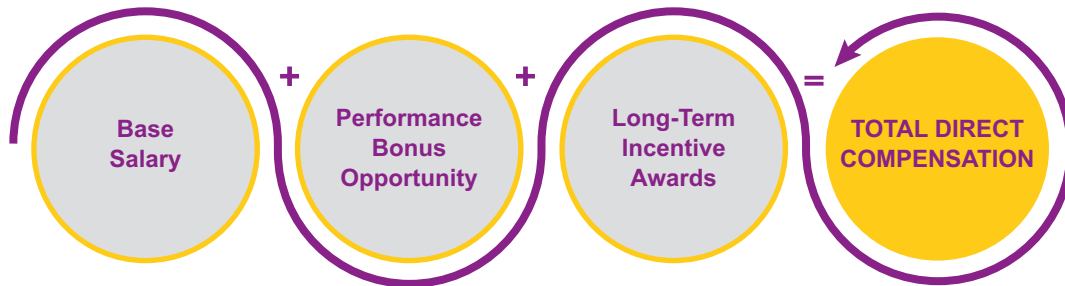 Base
Salary
+
Performance
Bonus
Opportunity
+
Long-Term
Incentive
Awards
=
TOTAL DIRECT
COMPENSATION